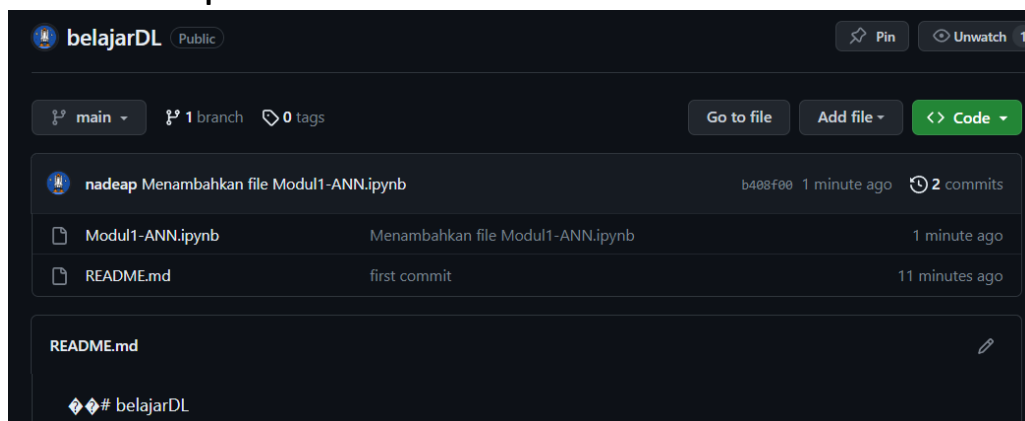 belajarDL Public
Pin
Unwatch 1
main
1 branch
0 tags
Go to file
Add file
<> Code
nadeap Menambahkan file Modul1-ANN.ipynb
b408f00 1 minute ago
2 commits
Modul1-ANN.ipynb
Menambahkan file Modul1-ANN.ipynb
1 minute ago
README.md
first commit
11 minutes ago
README.md
��# belajarDL